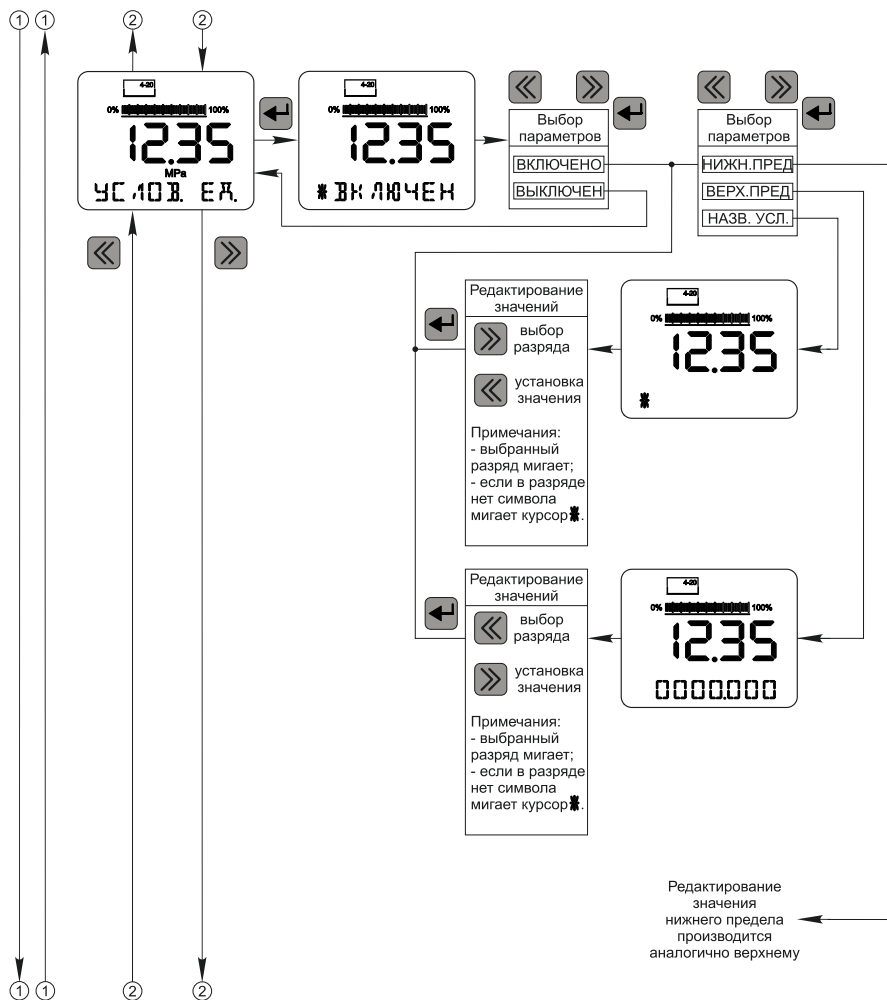 1 1 2 2
4-20
0% 100%
12.35
MPa
УСЛОВ. ЕД.
4-20
0% 100%
12.35
ВКЛЮЧЕН
Выбор
параметров
ВКЛЮЧЕНО
ВЫКЛЮЧЕН
Выбор
параметров
НИЖН.ПРЕД
ВЕРХ.ПРЕД
НАЗВ. УСЛ.
Редактирование
значений
выбор
разряда
установка
значения
Примечания:
- выбранный
разряд мигает;
- если в разряде
нет символа
мигает курсор .
4-20
0% 100%
12.35
Редактирование
значений
выбор
разряда
установка
значения
Примечания:
- выбранный
разряд мигает;
- если в разряде
нет символа
мигает курсор .
4-20
0% 100%
12.35
0000.000
Редактирование
значения
нижнего предела
производится
аналогично верхнему
1 1 2 2